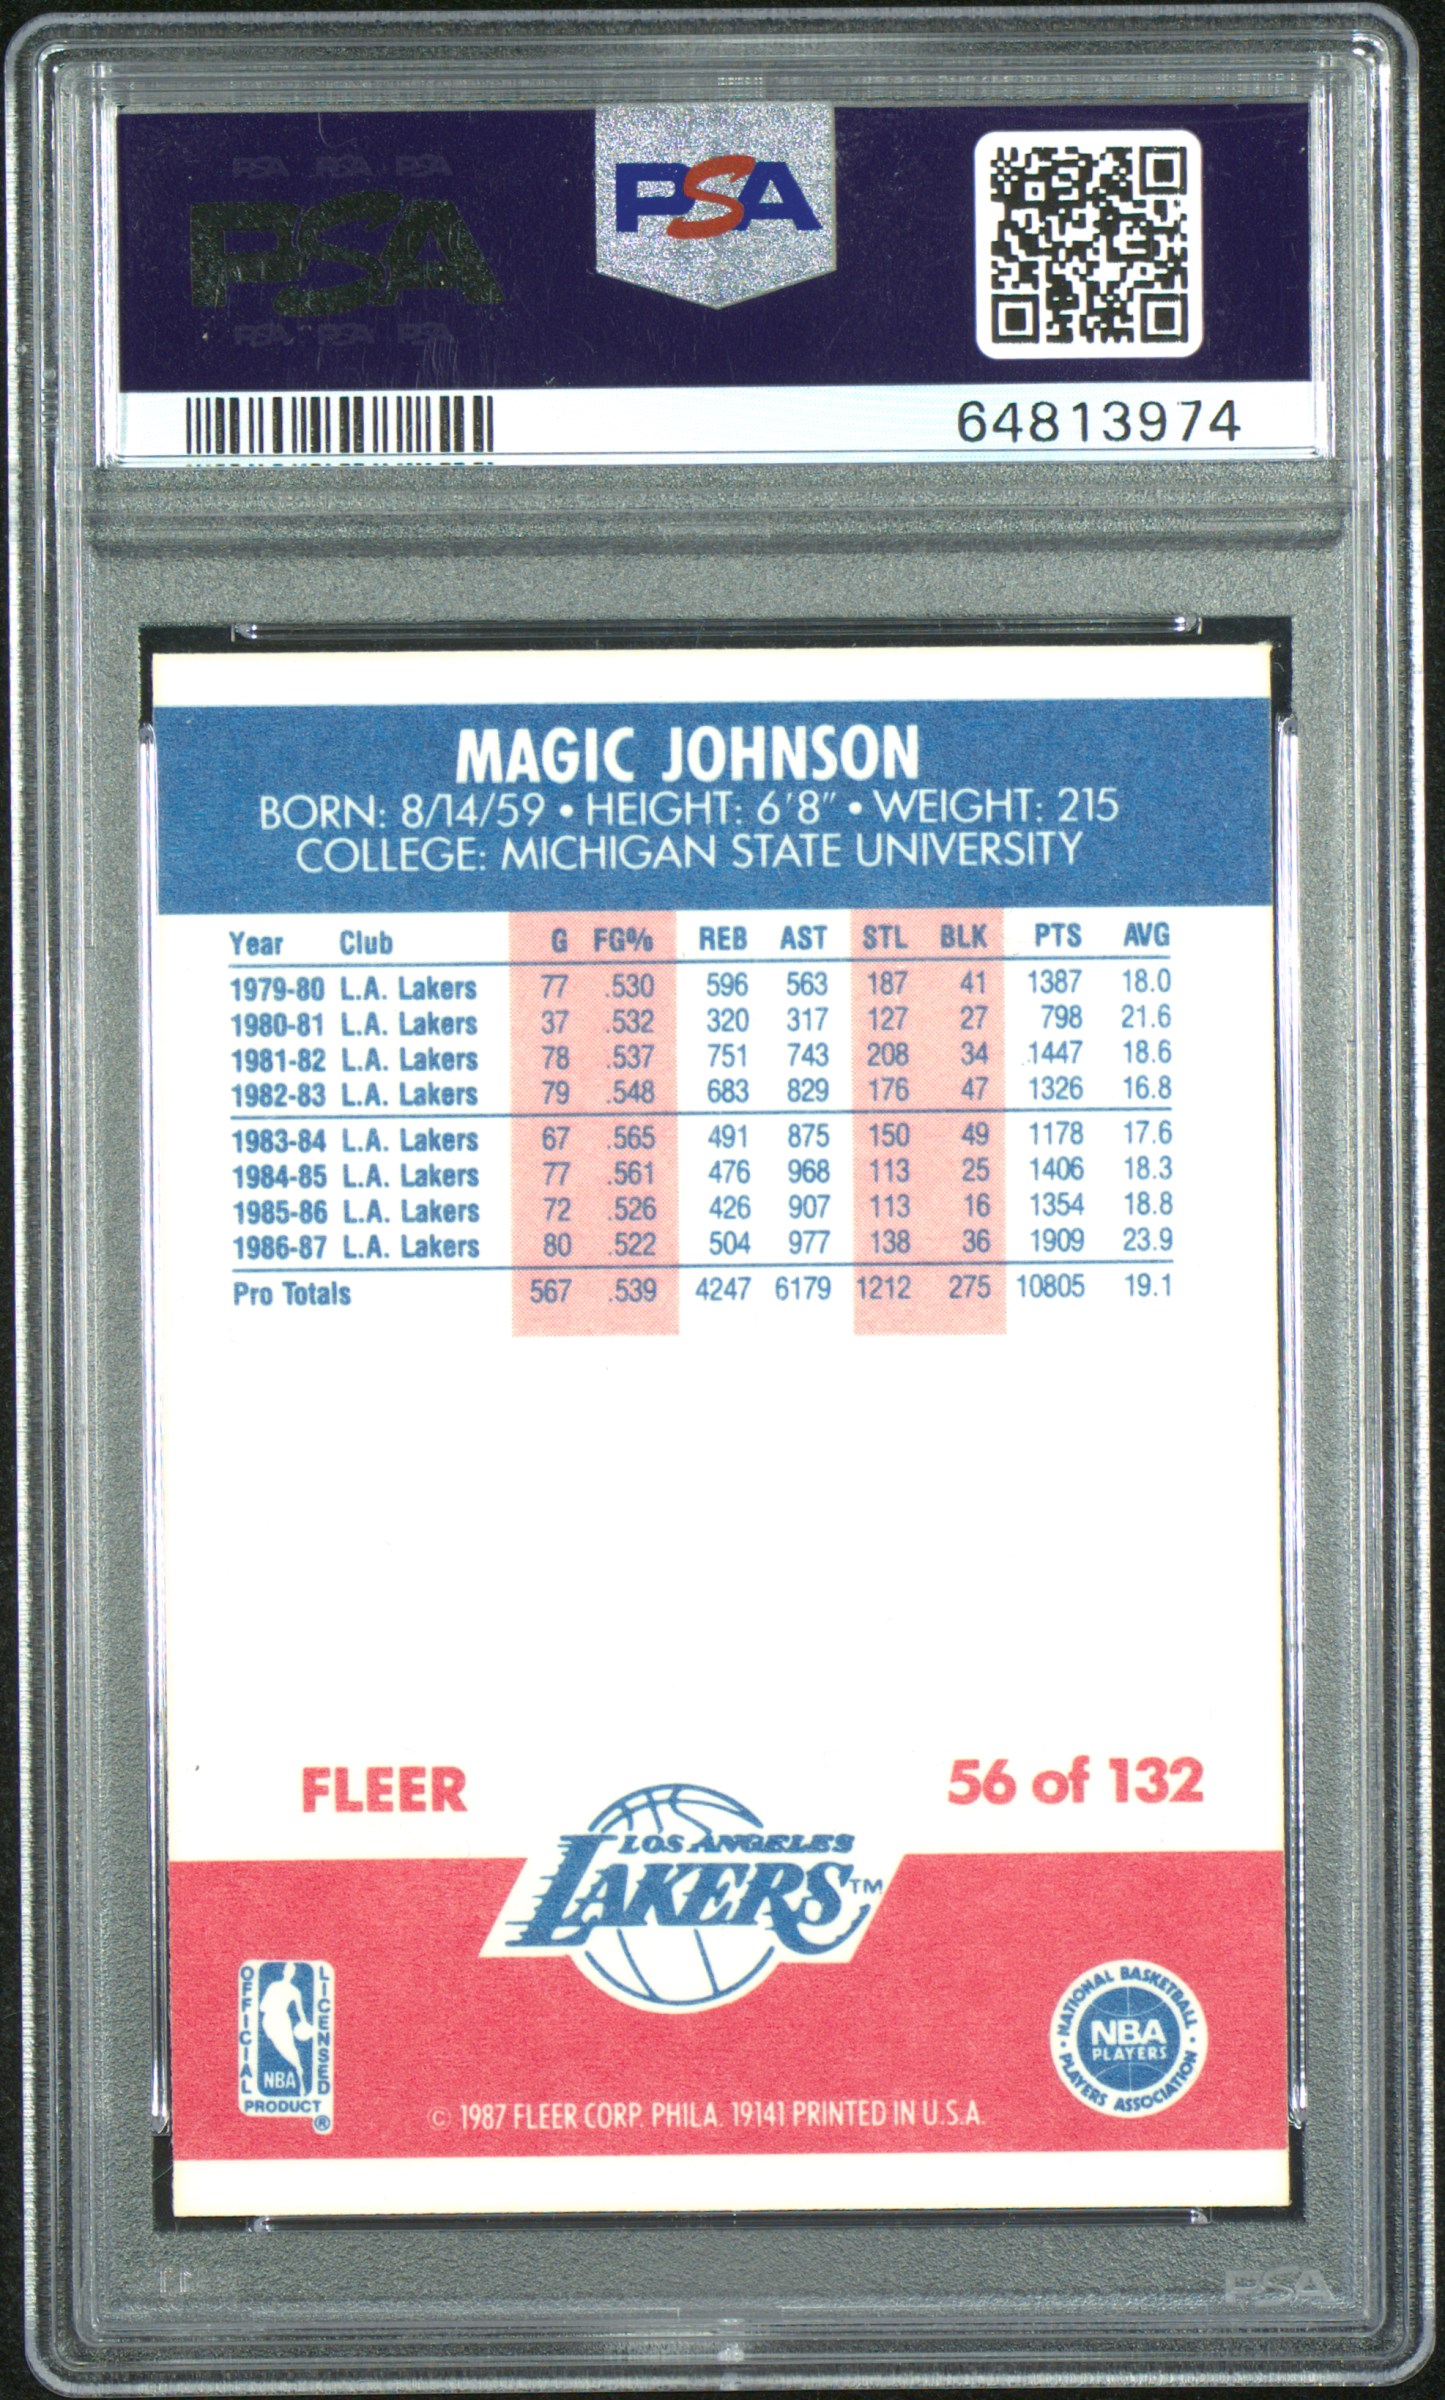 PSA PSA PSA
PSA
PSA PSA PSA
PSA
64813974
MAGIC JOHNSON
BORN: 8/14/59 • HEIGHT: 6'8" • WEIGHT: 215
COLLEGE: MICHIGAN STATE UNIVERSITY
Year Club G FG% REB AST STL BLK PTS AVG
1979-80 L.A. Lakers 77 .530 596 563 187 41 1387 18.0
1980-81 L.A. Lakers 37 .532 320 317 127 27 798 21.6
1981-82 L.A. Lakers 78 .537 751 743 208 34 1447 18.6
1982-83 L.A. Lakers 79 .548 683 829 176 47 1326 16.8
1983-84 L.A. Lakers 67 .565 491 875 150 49 1178 17.6
1984-85 L.A. Lakers 77 .561 476 968 113 25 1406 18.3
1985-86 L.A. Lakers 72 .526 426 907 113 16 1354 18.8
1986-87 L.A. Lakers 80 .522 504 977 138 36 1909 23.9
Pro Totals 567 .539 4247 6179 1212 275 10805 19.1
FLEER
56 of 132
LOS ANGELES
LAKERS™
OFFICIAL LICENSED
NBA
PRODUCT
®
NATIONAL BASKETBALL
NBA
PLAYERS
PLAYERS ASSOCIATION
© 1987 FLEER CORP. PHILA. 19141 PRINTED IN U.S.A.
PSA